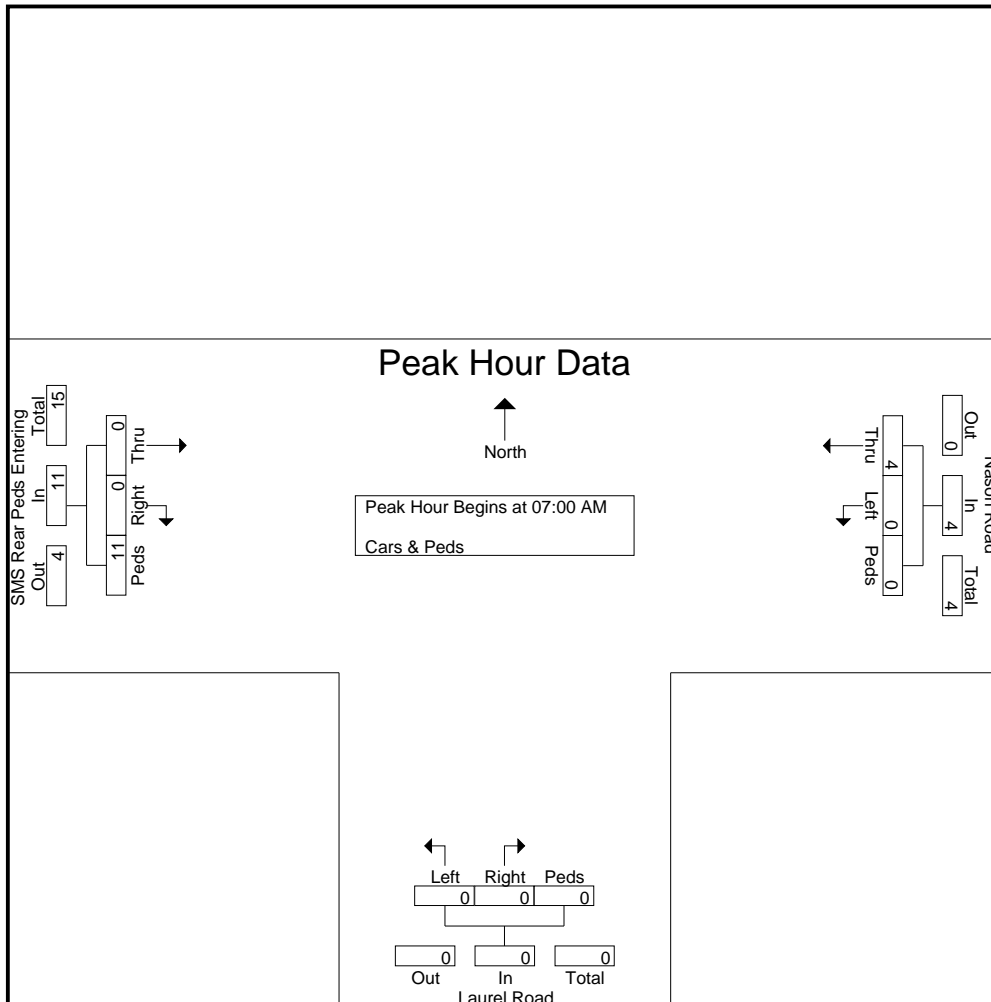 Peak Hour Data
North
Peak Hour Begins at 07:00 AM
Cars & Peds
SMS Rear Peds Entering
Out In Total
4 11 15
Peds Right Thru
11 0 0
Nason Road
Out In Total
0 4 4
Thru Left Peds
4 0 0
Left Right Peds
0 0 0
0 0 0
Out In Total
Laurel Road